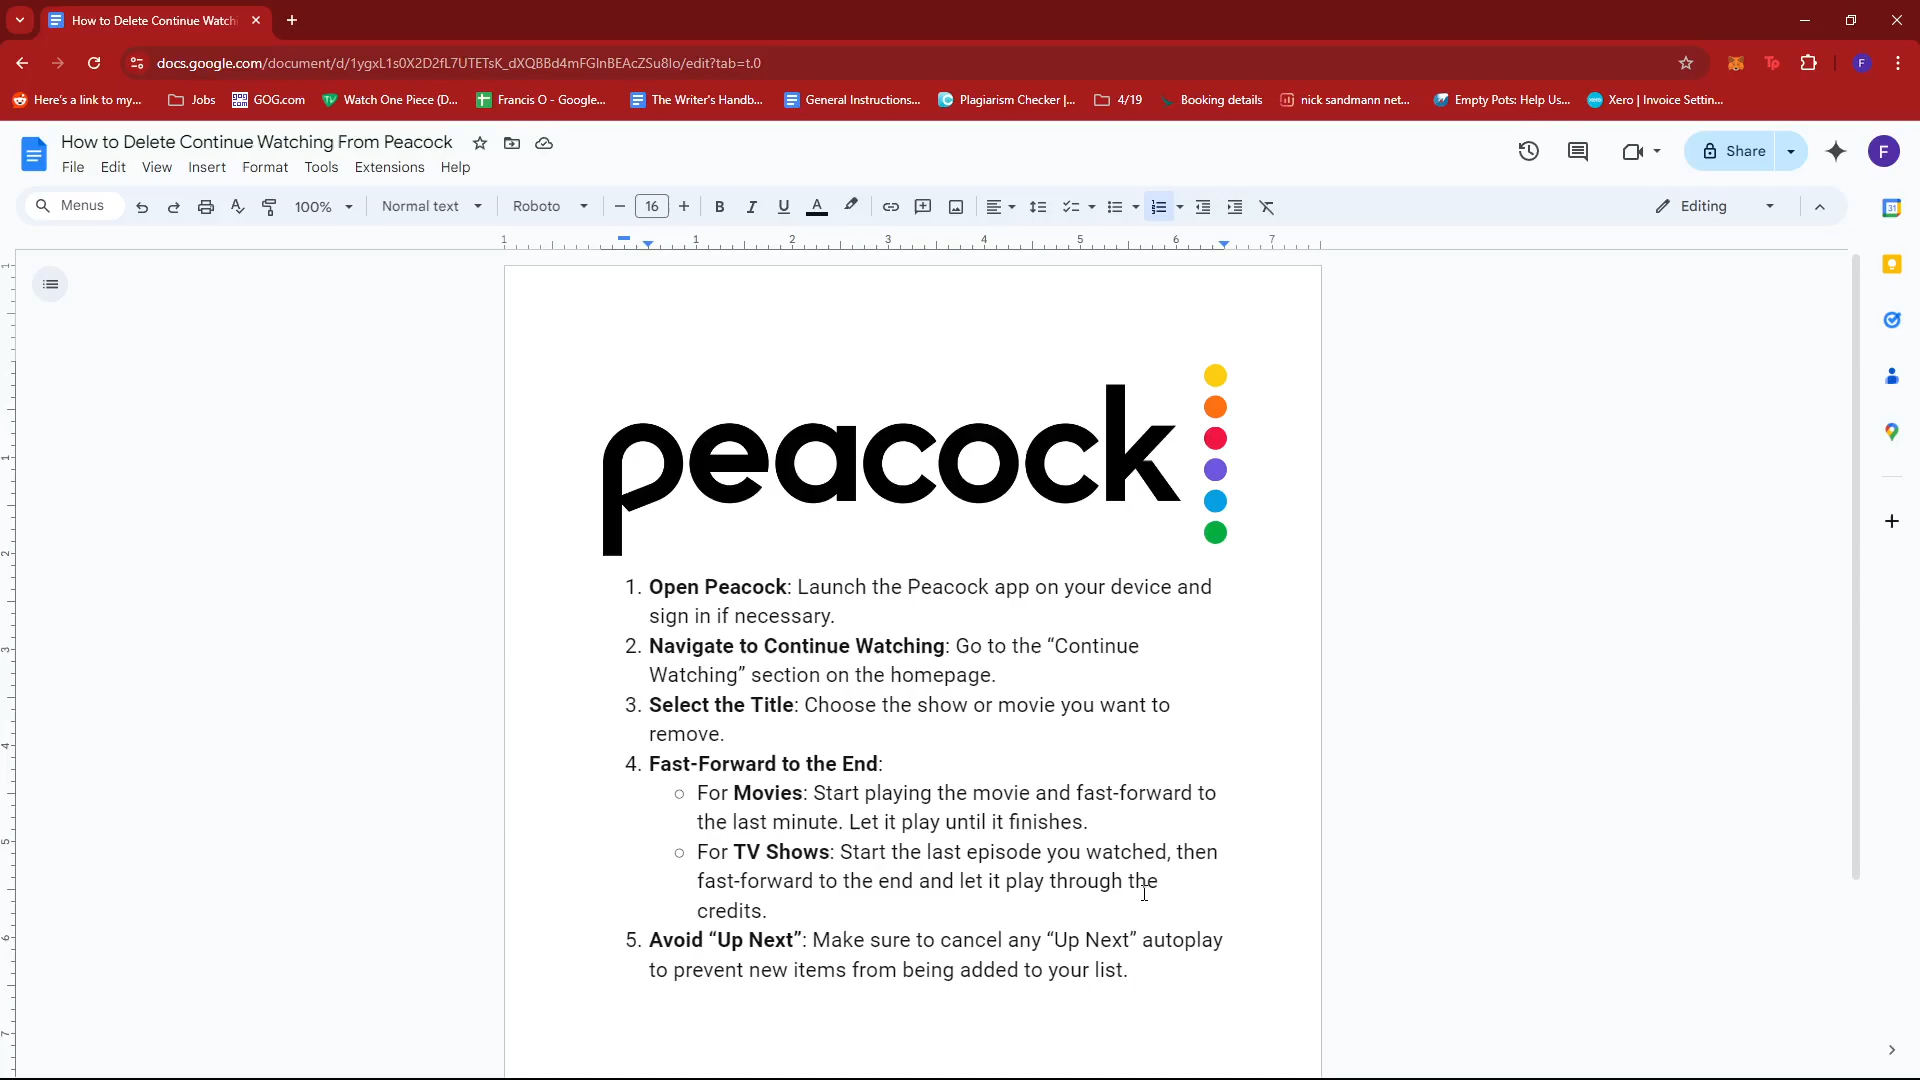 How to Delete Continue Watchi
docs.google.com/document/d/1ygxL1s0X2D2fL7UTETsK_dXQBBd4mFGlnBEAcZSu8Io/edit?tab=t.0
Here's a link to my...
Jobs
GOG.com
Watch One Piece (D...
Francis O - Google...
The Writer's Handb...
General Instructions...
Plagiarism Checker |...
4/19
Booking details
nick sandmann net...
Empty Pots: Help Us...
Xero | Invoice Settin...
How to Delete Continue Watching From Peacock
File Edit View Insert Format Tools Extensions Help
Share
F
Menus
100%
Normal text
Roboto
16
Editing
peacock
1. Open Peacock: Launch the Peacock app on your device and
sign in if necessary.
2. Navigate to Continue Watching: Go to the “Continue
Watching” section on the homepage.
3. Select the Title: Choose the show or movie you want to
remove.
4. Fast-Forward to the End:
○ For Movies: Start playing the movie and fast-forward to
the last minute. Let it play until it finishes.
○ For TV Shows: Start the last episode you watched, then
fast-forward to the end and let it play through the
credits.
5. Avoid “Up Next”: Make sure to cancel any “Up Next” autoplay
to prevent new items from being added to your list.